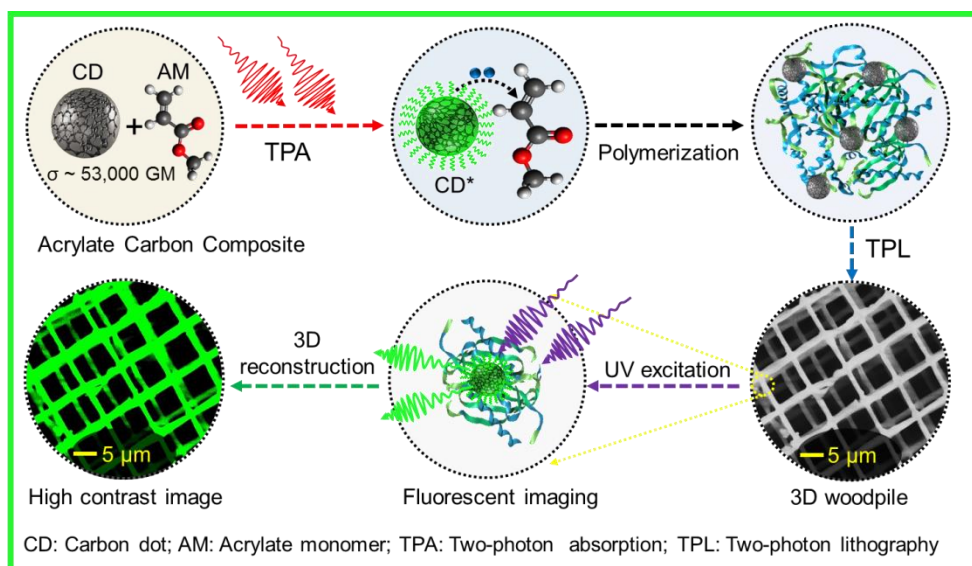 CD
AM
+
σ ~ 53,000 GM
Acrylate Carbon Composite
TPA
CD*
Polymerization
TPL
3D
reconstruction
UV excitation
5 µm
5 µm
High contrast image
Fluorescent imaging
3D woodpile
CD: Carbon dot; AM: Acrylate monomer; TPA: Two-photon absorption; TPL: Two-photon lithography